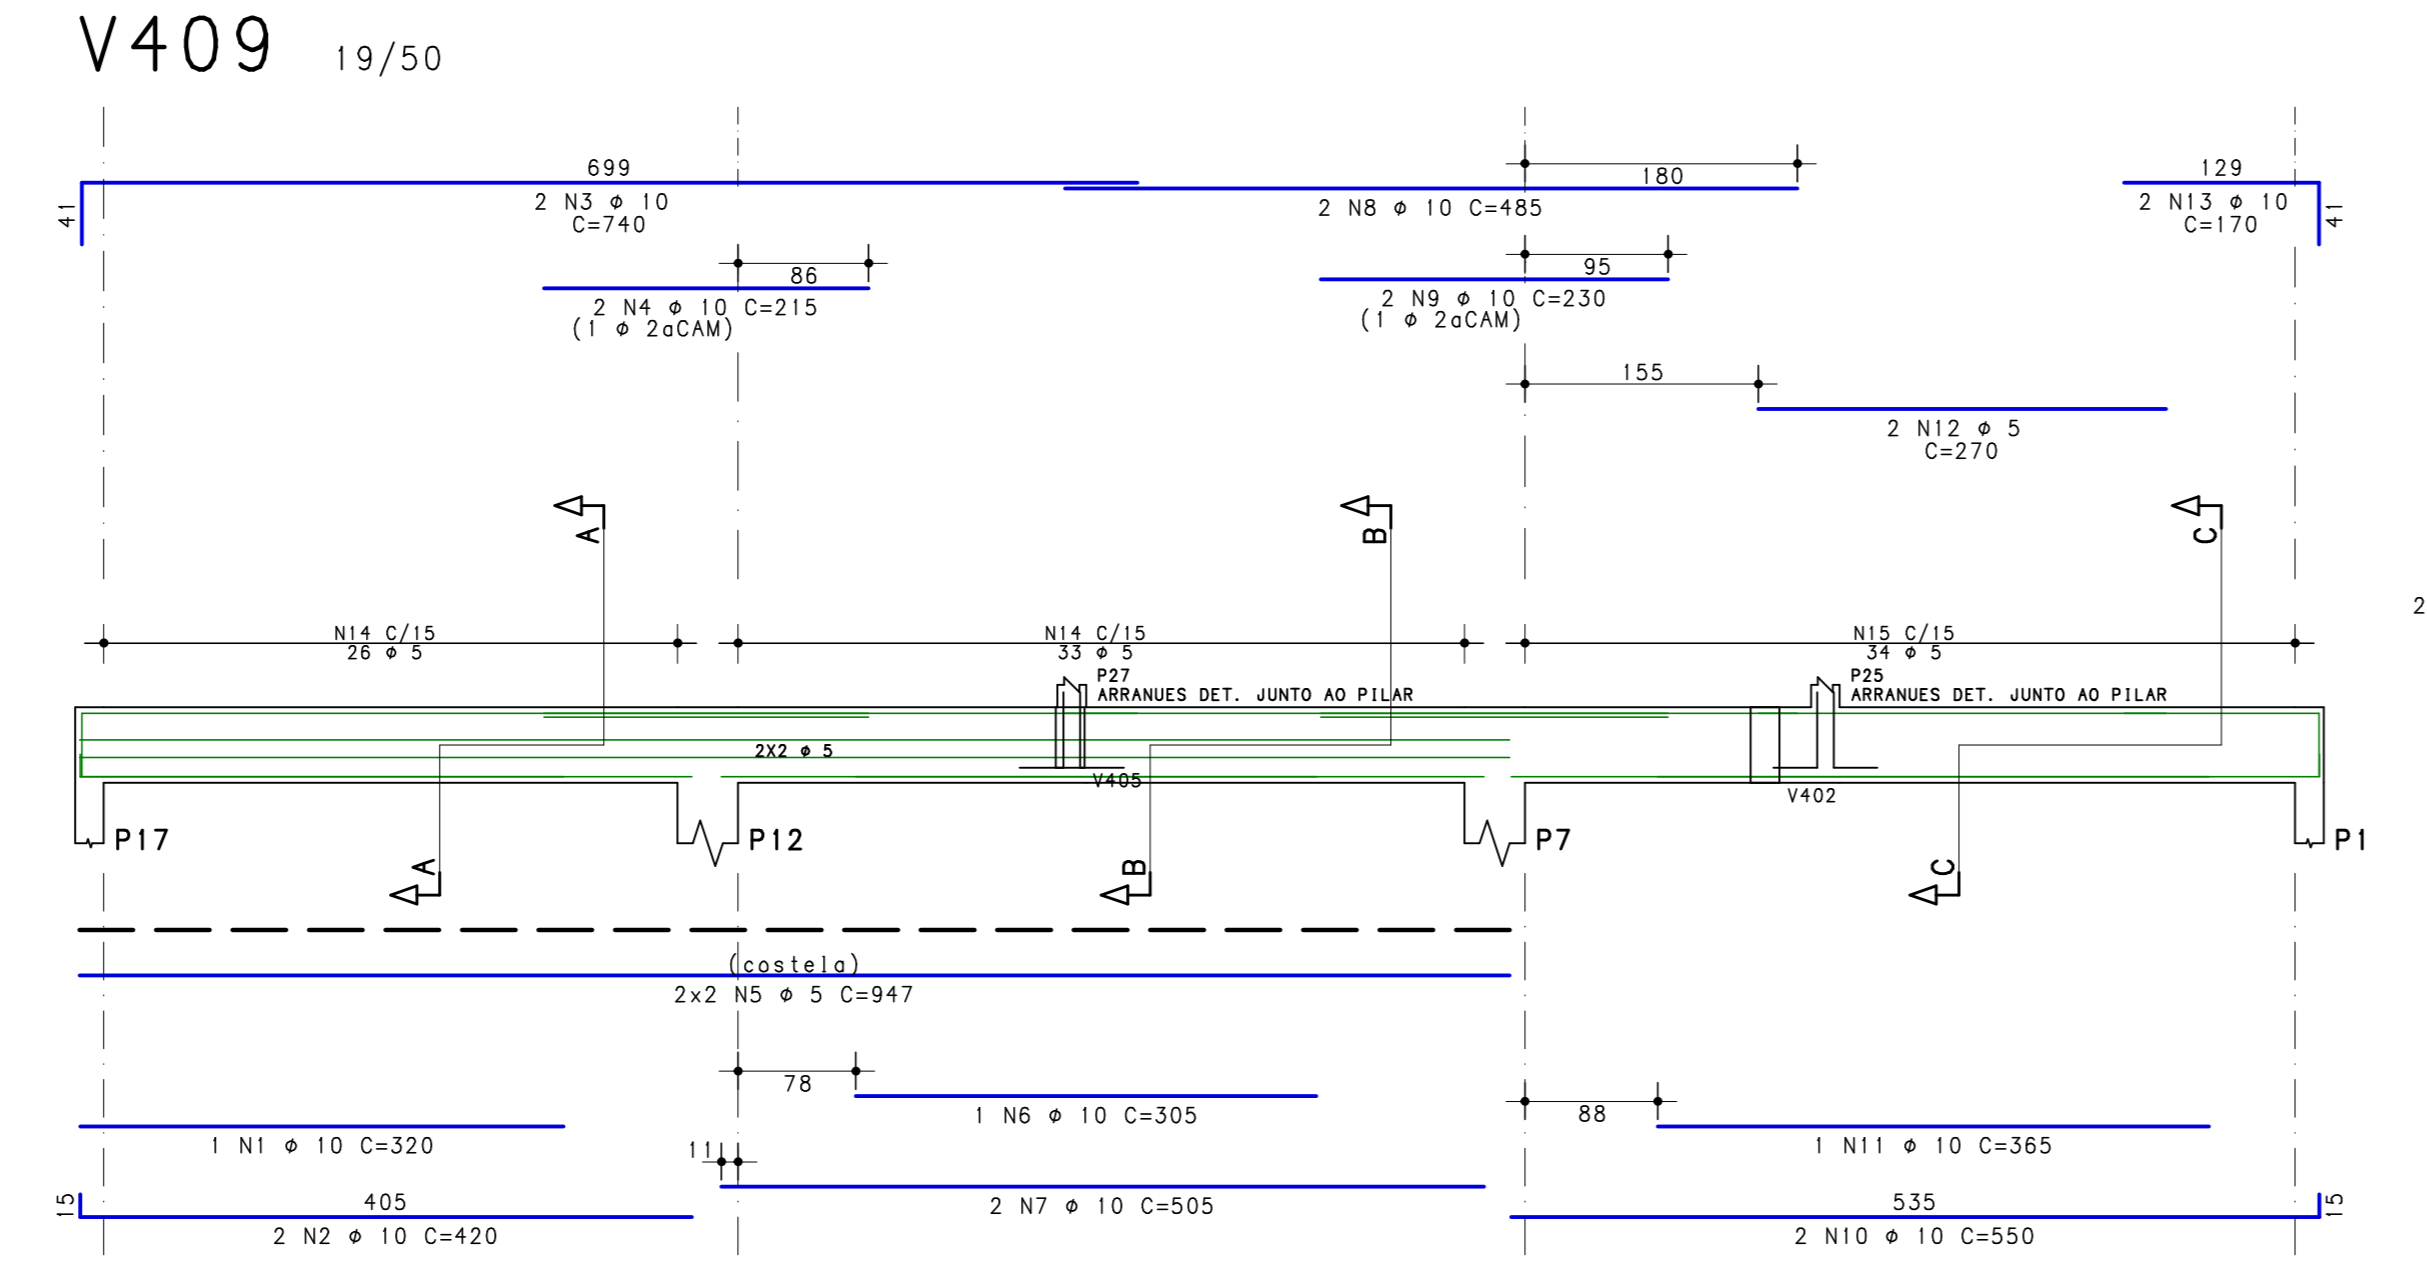 V409 19/50
699
41
2 N3 ø 10
C=740
180
2 N8 ø 10 C=485
129
41
2 N13 ø 10
C=170
86
2 N4 ø 10 C=215
(1 ø 2aCAM)
95
2 N9 ø 10 C=230
(1 ø 2aCAM)
155
2 N12 ø 5
C=270
A
B
C
2
N14 C/15
26 ø 5
N14 C/15
33 ø 5
N15 C/15
34 ø 5
P27
ARRANUES DET. JUNTO AO PILAR
P25
ARRANUES DET. JUNTO AO PILAR
2X2 ø 5
V405
V402
P17
P12
P7
P1
A
B
C
(costela)
2x2 N5 ø 5 C=947
78
1 N6 ø 10 C=305
88
1 N1 ø 10 C=320
1 N11 ø 10 C=365
11
15
405
2 N2 ø 10 C=420
2 N7 ø 10 C=505
535
15
2 N10 ø 10 C=550